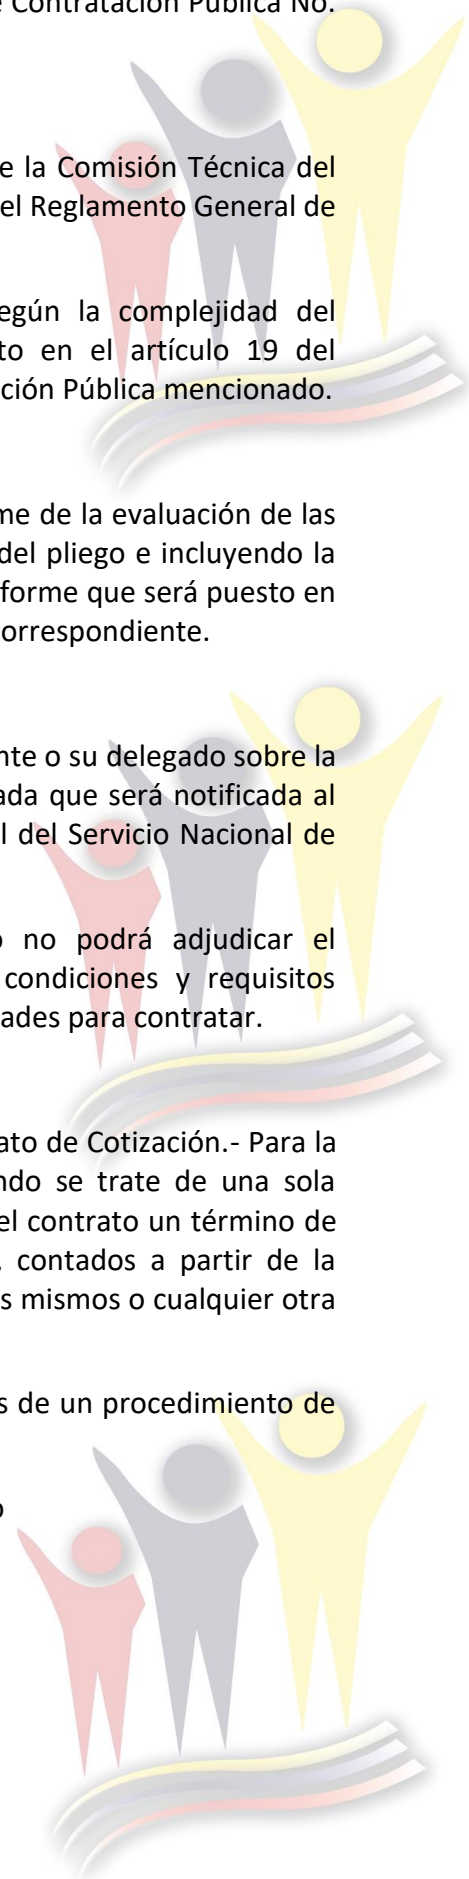 Contratación Pública No.
e la Comisión Técnica del
el Reglamento General de
egún la complejidad del
to en el artículo 19 del
ción Pública mencionado.
me de la evaluación de las
del pliego e incluyendo la
forme que será puesto en
orrespondiente.
nte o su delegado sobre la
ada que será notificada al
l del Servicio Nacional de
o no podrá adjudicar el
condiciones y requisitos
ades para contratar.
ato de Cotización.- Para la
ndo se trate de una sola
el contrato un término de
, contados a partir de la
s mismos o cualquier otra
s de un procedimiento de
o